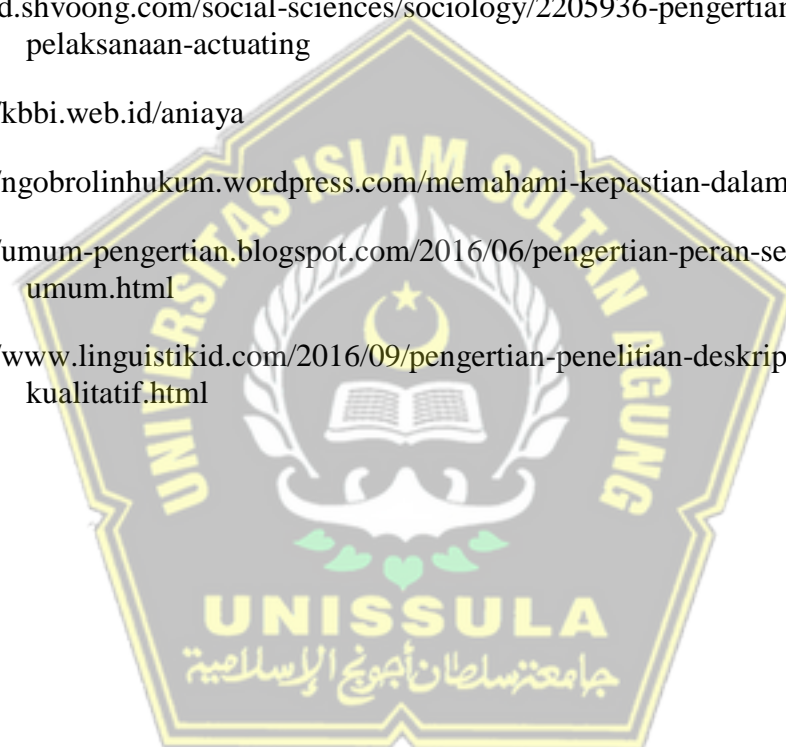 d.shvoong.com/social-sciences/sociology/2205936-pengertian
pelaksanaan-actuating
/kbbi.web.id/aniaya
/ngobrolinhukum.wordpress.com/memahami-kepastian-dalam
/umum-pengertian.blogspot.com/2016/06/pengertian-peran-se
umum.html
/www.linguistikid.com/2016/09/pengertian-penelitian-deskrip
kualitatif.html
UNIVERSITAS ISLAM SULTAN AGUNG
UNISSULA
جامعتنسلطان أجونج الإسلامية